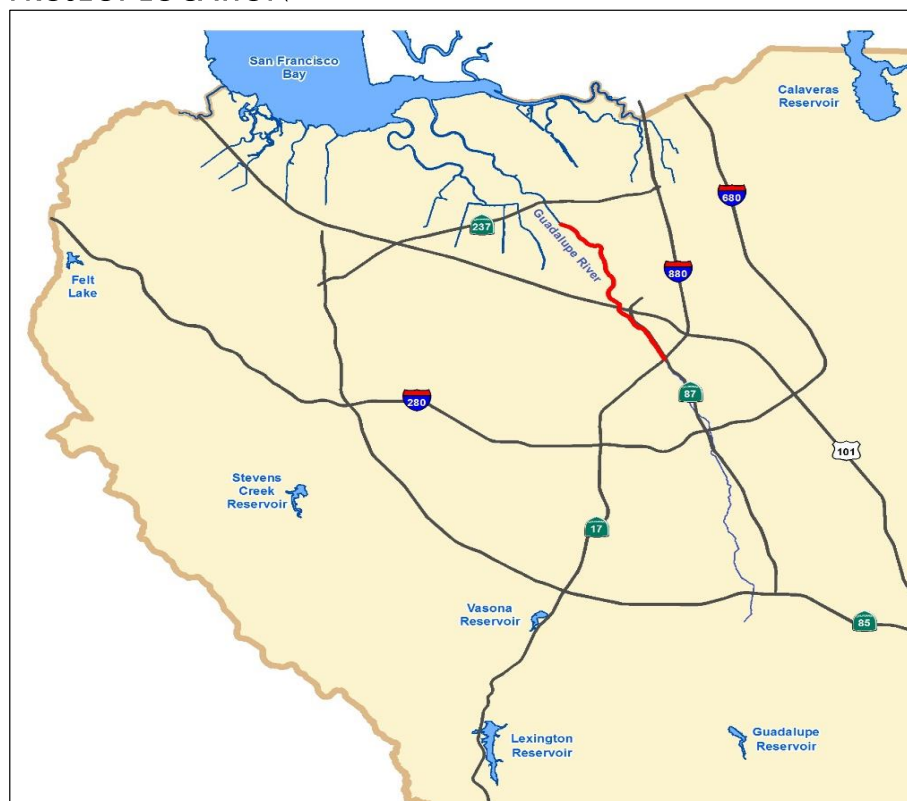 San Francisco
Bay
Calaveras
Reservoir
680
237
Guadalupe River
880
Felt
Lake
87
280
101
Stevens
Creek
Reservoir
17
Vasona
Reservoir
85
Lexington
Reservoir
Guadalupe
Reservoir